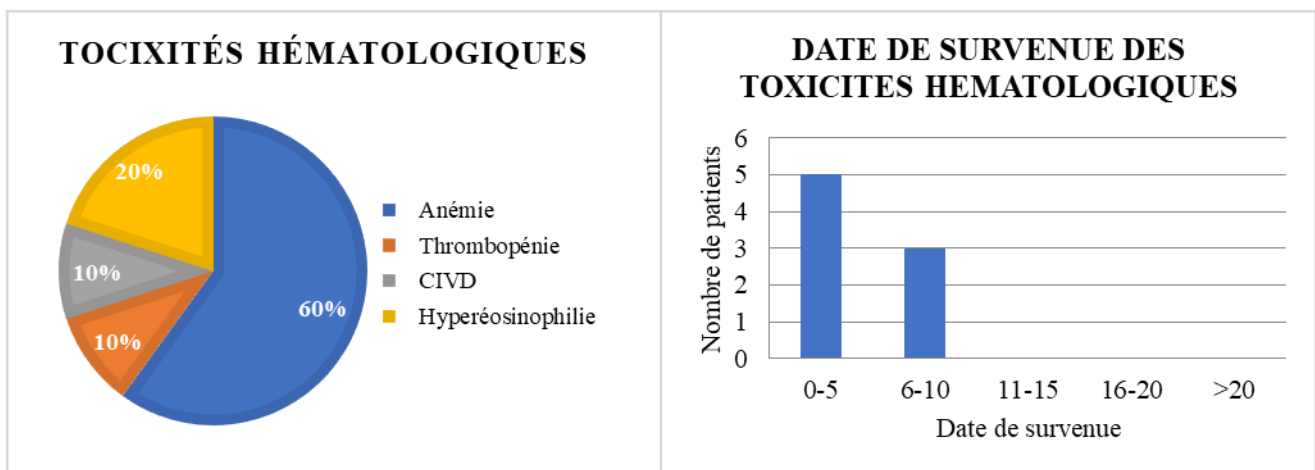 TOCIXITÉS HÉMATOLOGIQUES
20%
10%
10%
60%
Anémie
Thrombopénie
CIVD
Hyperéosinophilie
DATE DE SURVENUE DES
TOXICITES HEMATOLOGIQUES
Nombre de patients
6
5
4
3
2
1
0
0-5 6-10 11-15 16-20 >20
Date de survenue